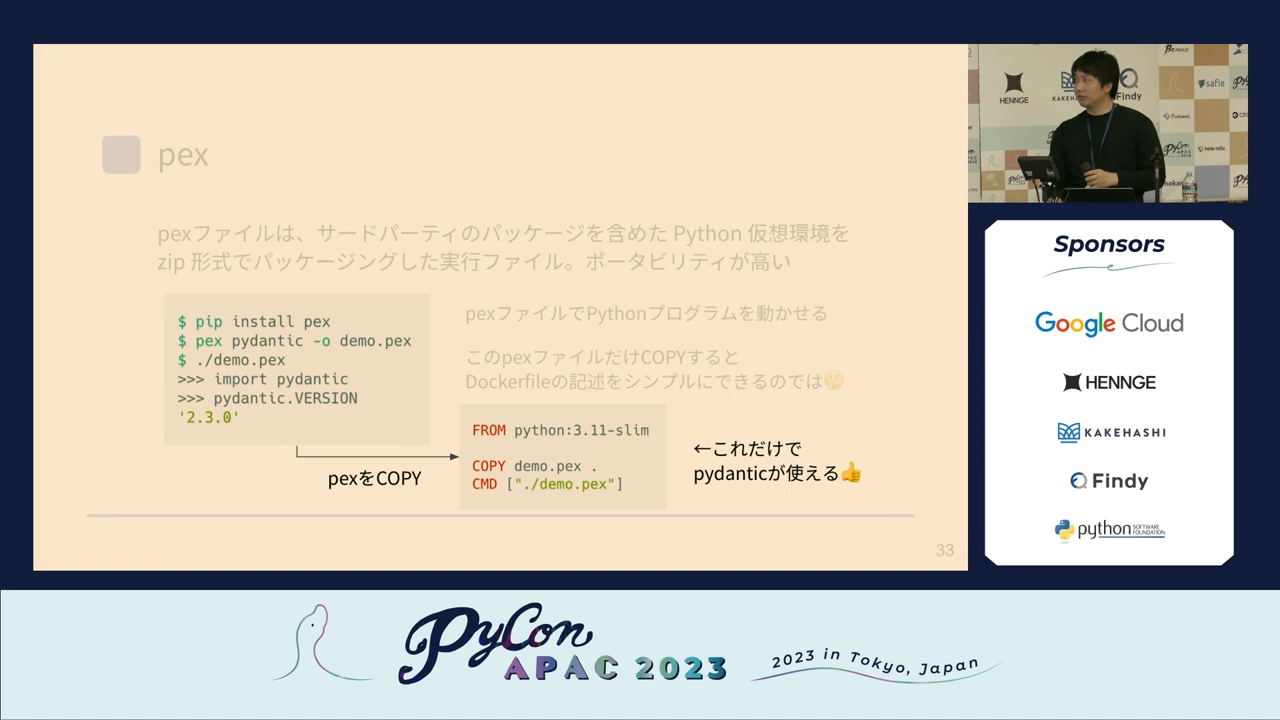 pex
pexファイルは、サードパーティのパッケージを含めた Python 仮想環境を
zip 形式でパッケージングした実行ファイル。ポータビリティが高い
$ pip install pex
$ pex pydantic -o demo.pex
$ ./demo.pex
>>> import pydantic
>>> pydantic.VERSION
'2.3.0'
pexファイルでPythonプログラムを動かせる
このpexファイルだけCOPYすると
Dockerfileの記述をシンプルにできるのでは🤔
pexをCOPY
FROM python:3.11-slim
COPY demo.pex .
CMD ["./demo.pex"]
←これだけで
pydanticが使える👍
33
HENNGE
Findy
safie
new relic
Sponsors
Google Cloud
HENNGE
KAKEHASHI
Findy
python SOFTWARE FOUNDATION
PyCon
APAC 2023
2023 in Tokyo, Japan